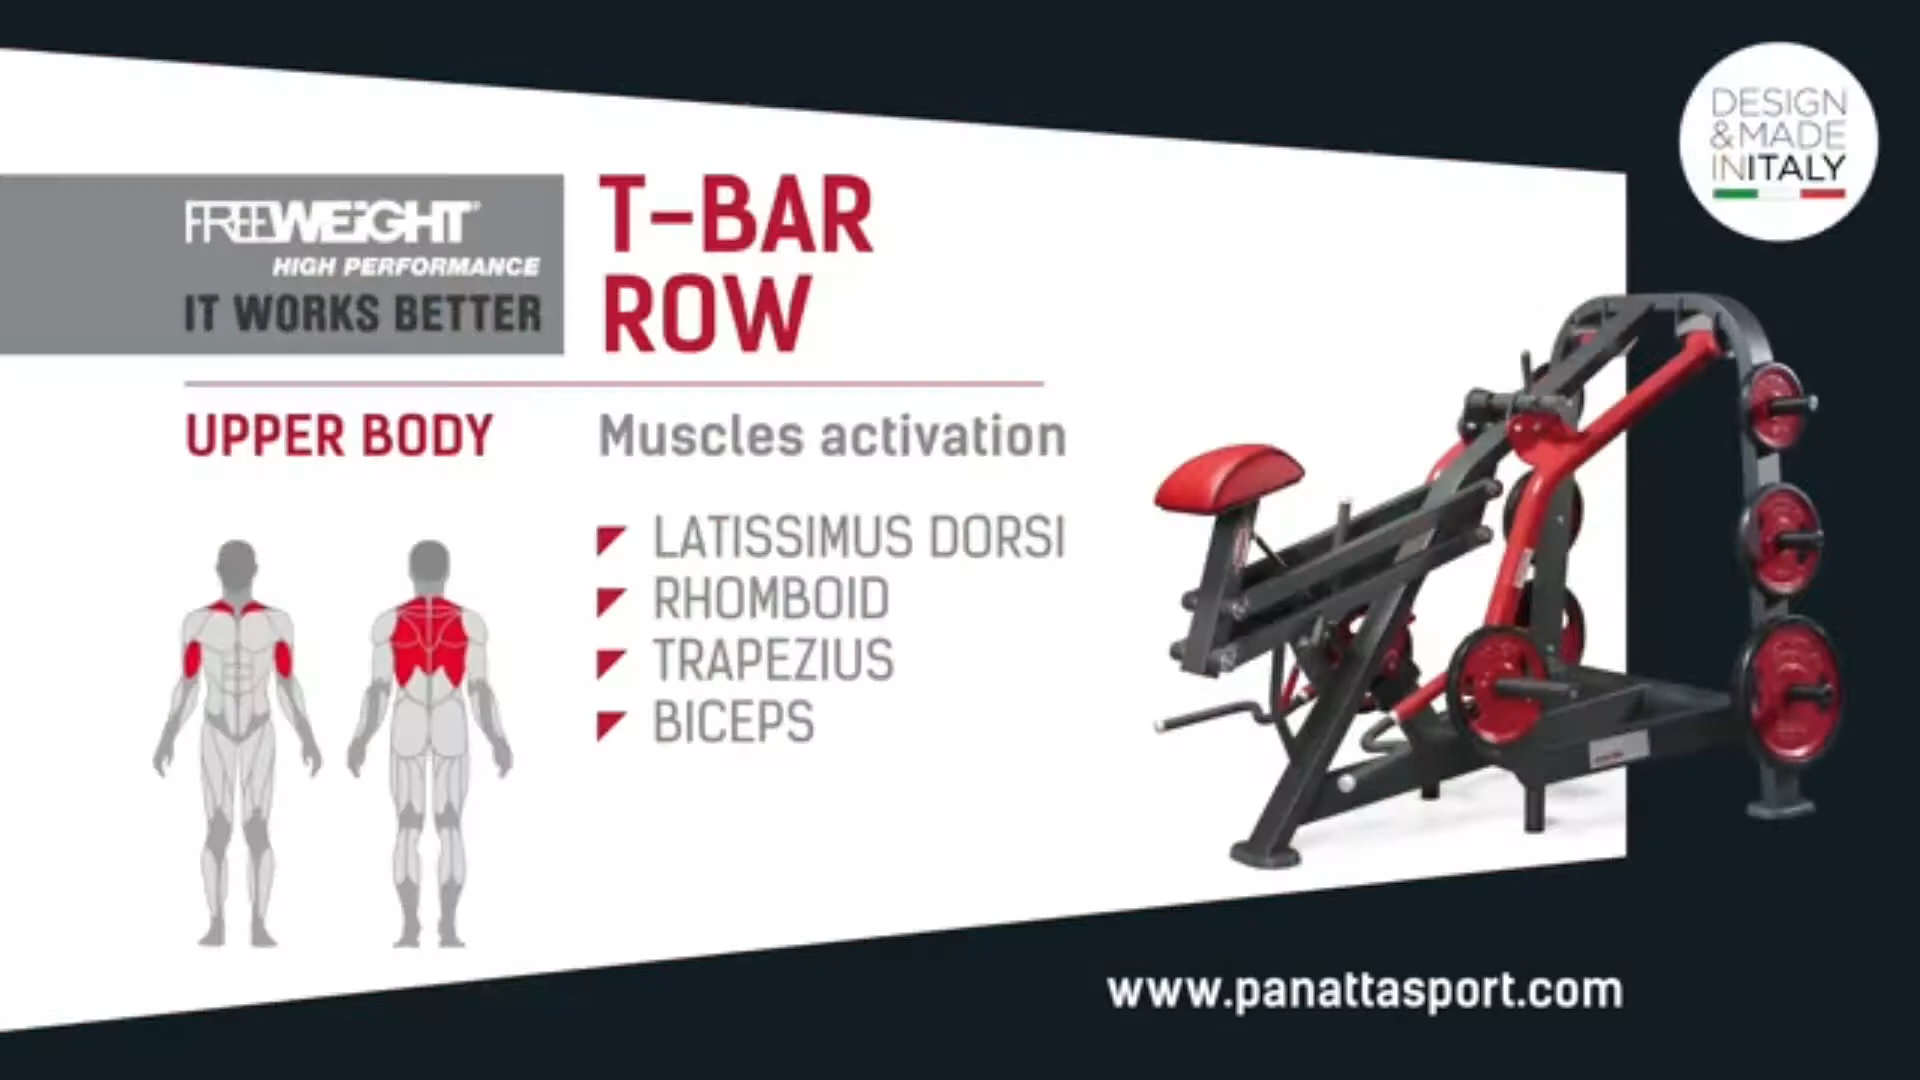 DESIGN
&MADE
INITALY
FREEWEiGHT®
HIGH PERFORMANCE
IT WORKS BETTER
T-BAR
ROW
UPPER BODY
Muscles activation
LATISSIMUS DORSI
RHOMBOID
TRAPEZIUS
BICEPS
www.panattasport.com